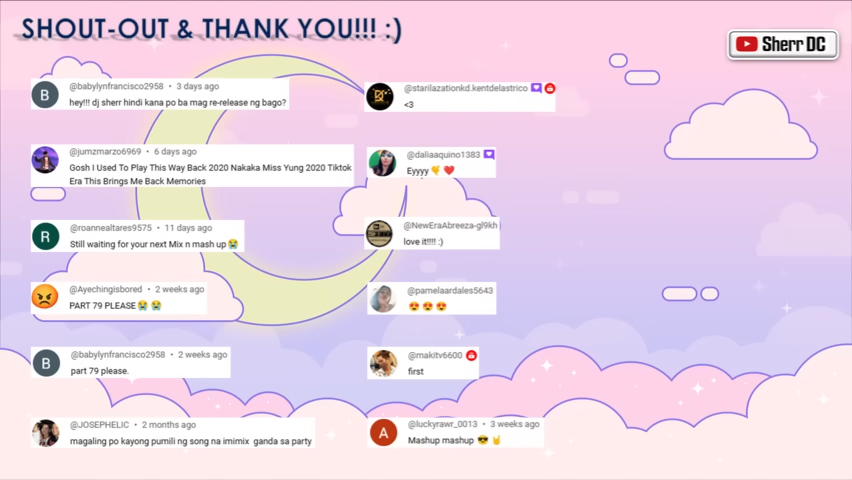 SHOUT-OUT & THANK YOU!!! :)
Sherr DC
@babylynfrancisco2958 • 3 days ago
hey!!! dj sherr hindi kana po ba mag re-release ng bago?
@jumzmarzo6969 • 6 days ago
Gosh I Used To Play This Way Back 2020 Nakaka Miss Yung 2020 Tiktok
Era This Brings Me Back Memories
@roannealtares9575 • 11 days ago
Still waiting for your next Mix n mash up 😭
@Ayechingisbored • 2 weeks ago
PART 79 PLEASE 😭 😭
@babylynfrancisco2958 • 2 weeks ago
part 79 please.
@JOSEPHELIC • 2 months ago
magaling po kayong pumili ng song na imimix ganda sa party
@starilazationkd.kentdelastrico
<3
@daliaaquino1383
Eyyyy 👎 ❤️
@NewEraAbreeza-gl9kh
love it!!!! :)
@pamelaardales5643
😍 😍 😍
@makitv6600
first
@luckyrawr_0013 • 3 weeks ago
Mashup mashup 😎 🤘